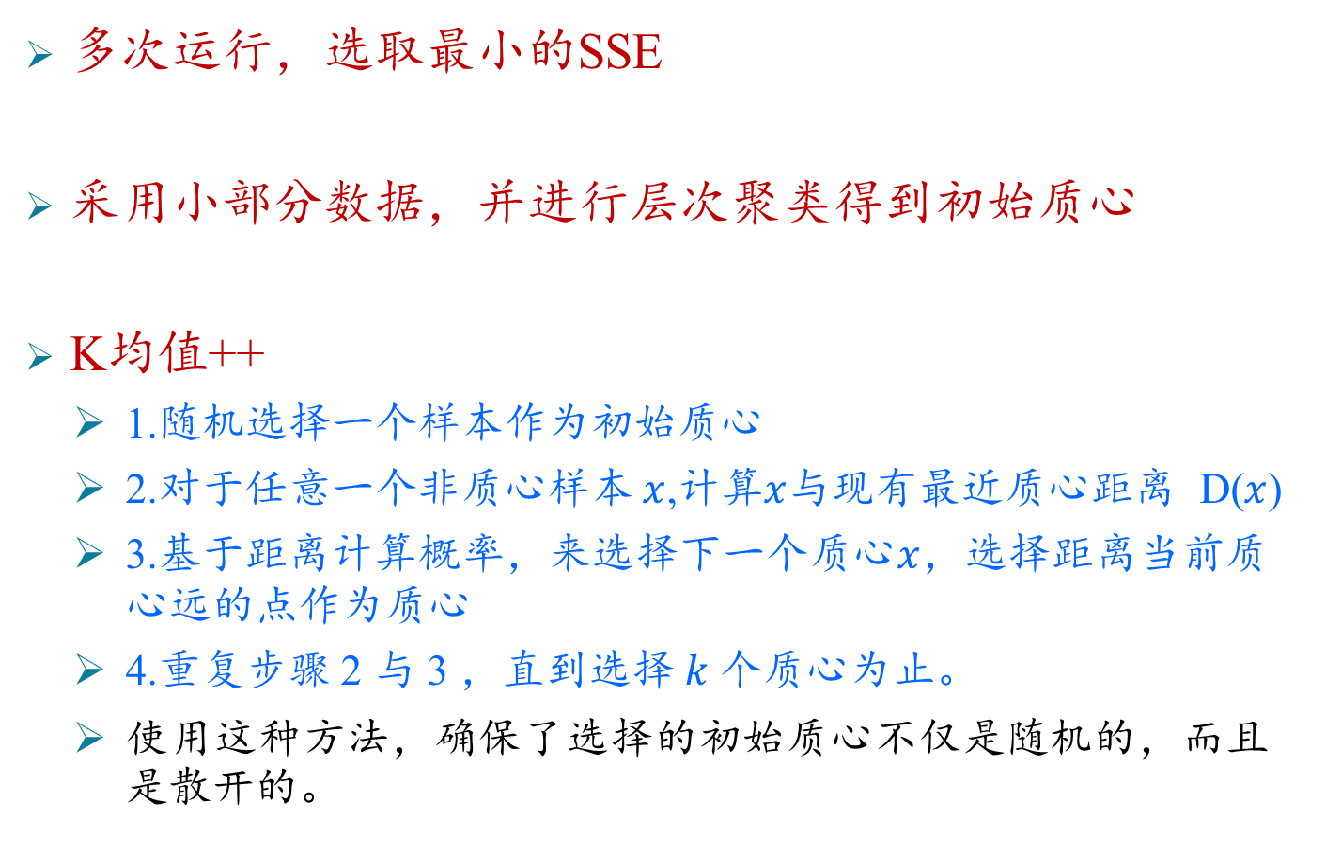 多次运行，选取最小的SSE
采用小部分数据，并进行层次聚类得到初始质心
K均值++
1.随机选择一个样本作为初始质心
2.对于任意一个非质心样本 x,计算x与现有最近质心距离 D(x)
3.基于距离计算概率，来选择下一个质心x，选择距离当前质
心远的点作为质心
4.重复步骤 2 与 3 ，直到选择 k 个质心为止。
使用这种方法，确保了选择的初始质心不仅是随机的，而且
是散开的。